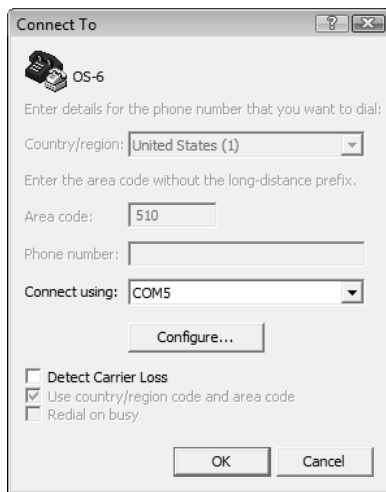 Connect To
OS-6
Enter details for the phone number that you want to dial:
Country/region: United States (1)
Enter the area code without the long-distance prefix.
Area code: 510
Phone number:
Connect using: COM5
Configure...
Detect Carrier Loss
Use country/region code and area code
Redial on busy
OK Cancel